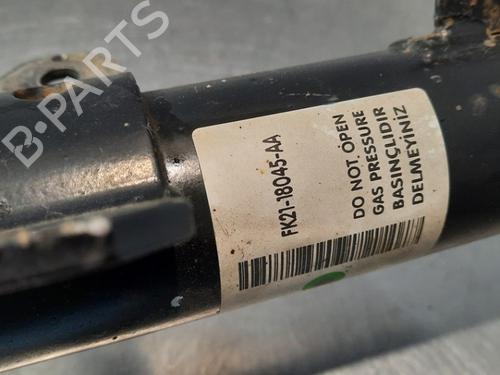 B-PARTS
FK21-18045-AA
DO NOT OPEN
GAS PRESSURE
BASINÇLIDIR
DELMEYİNİZ